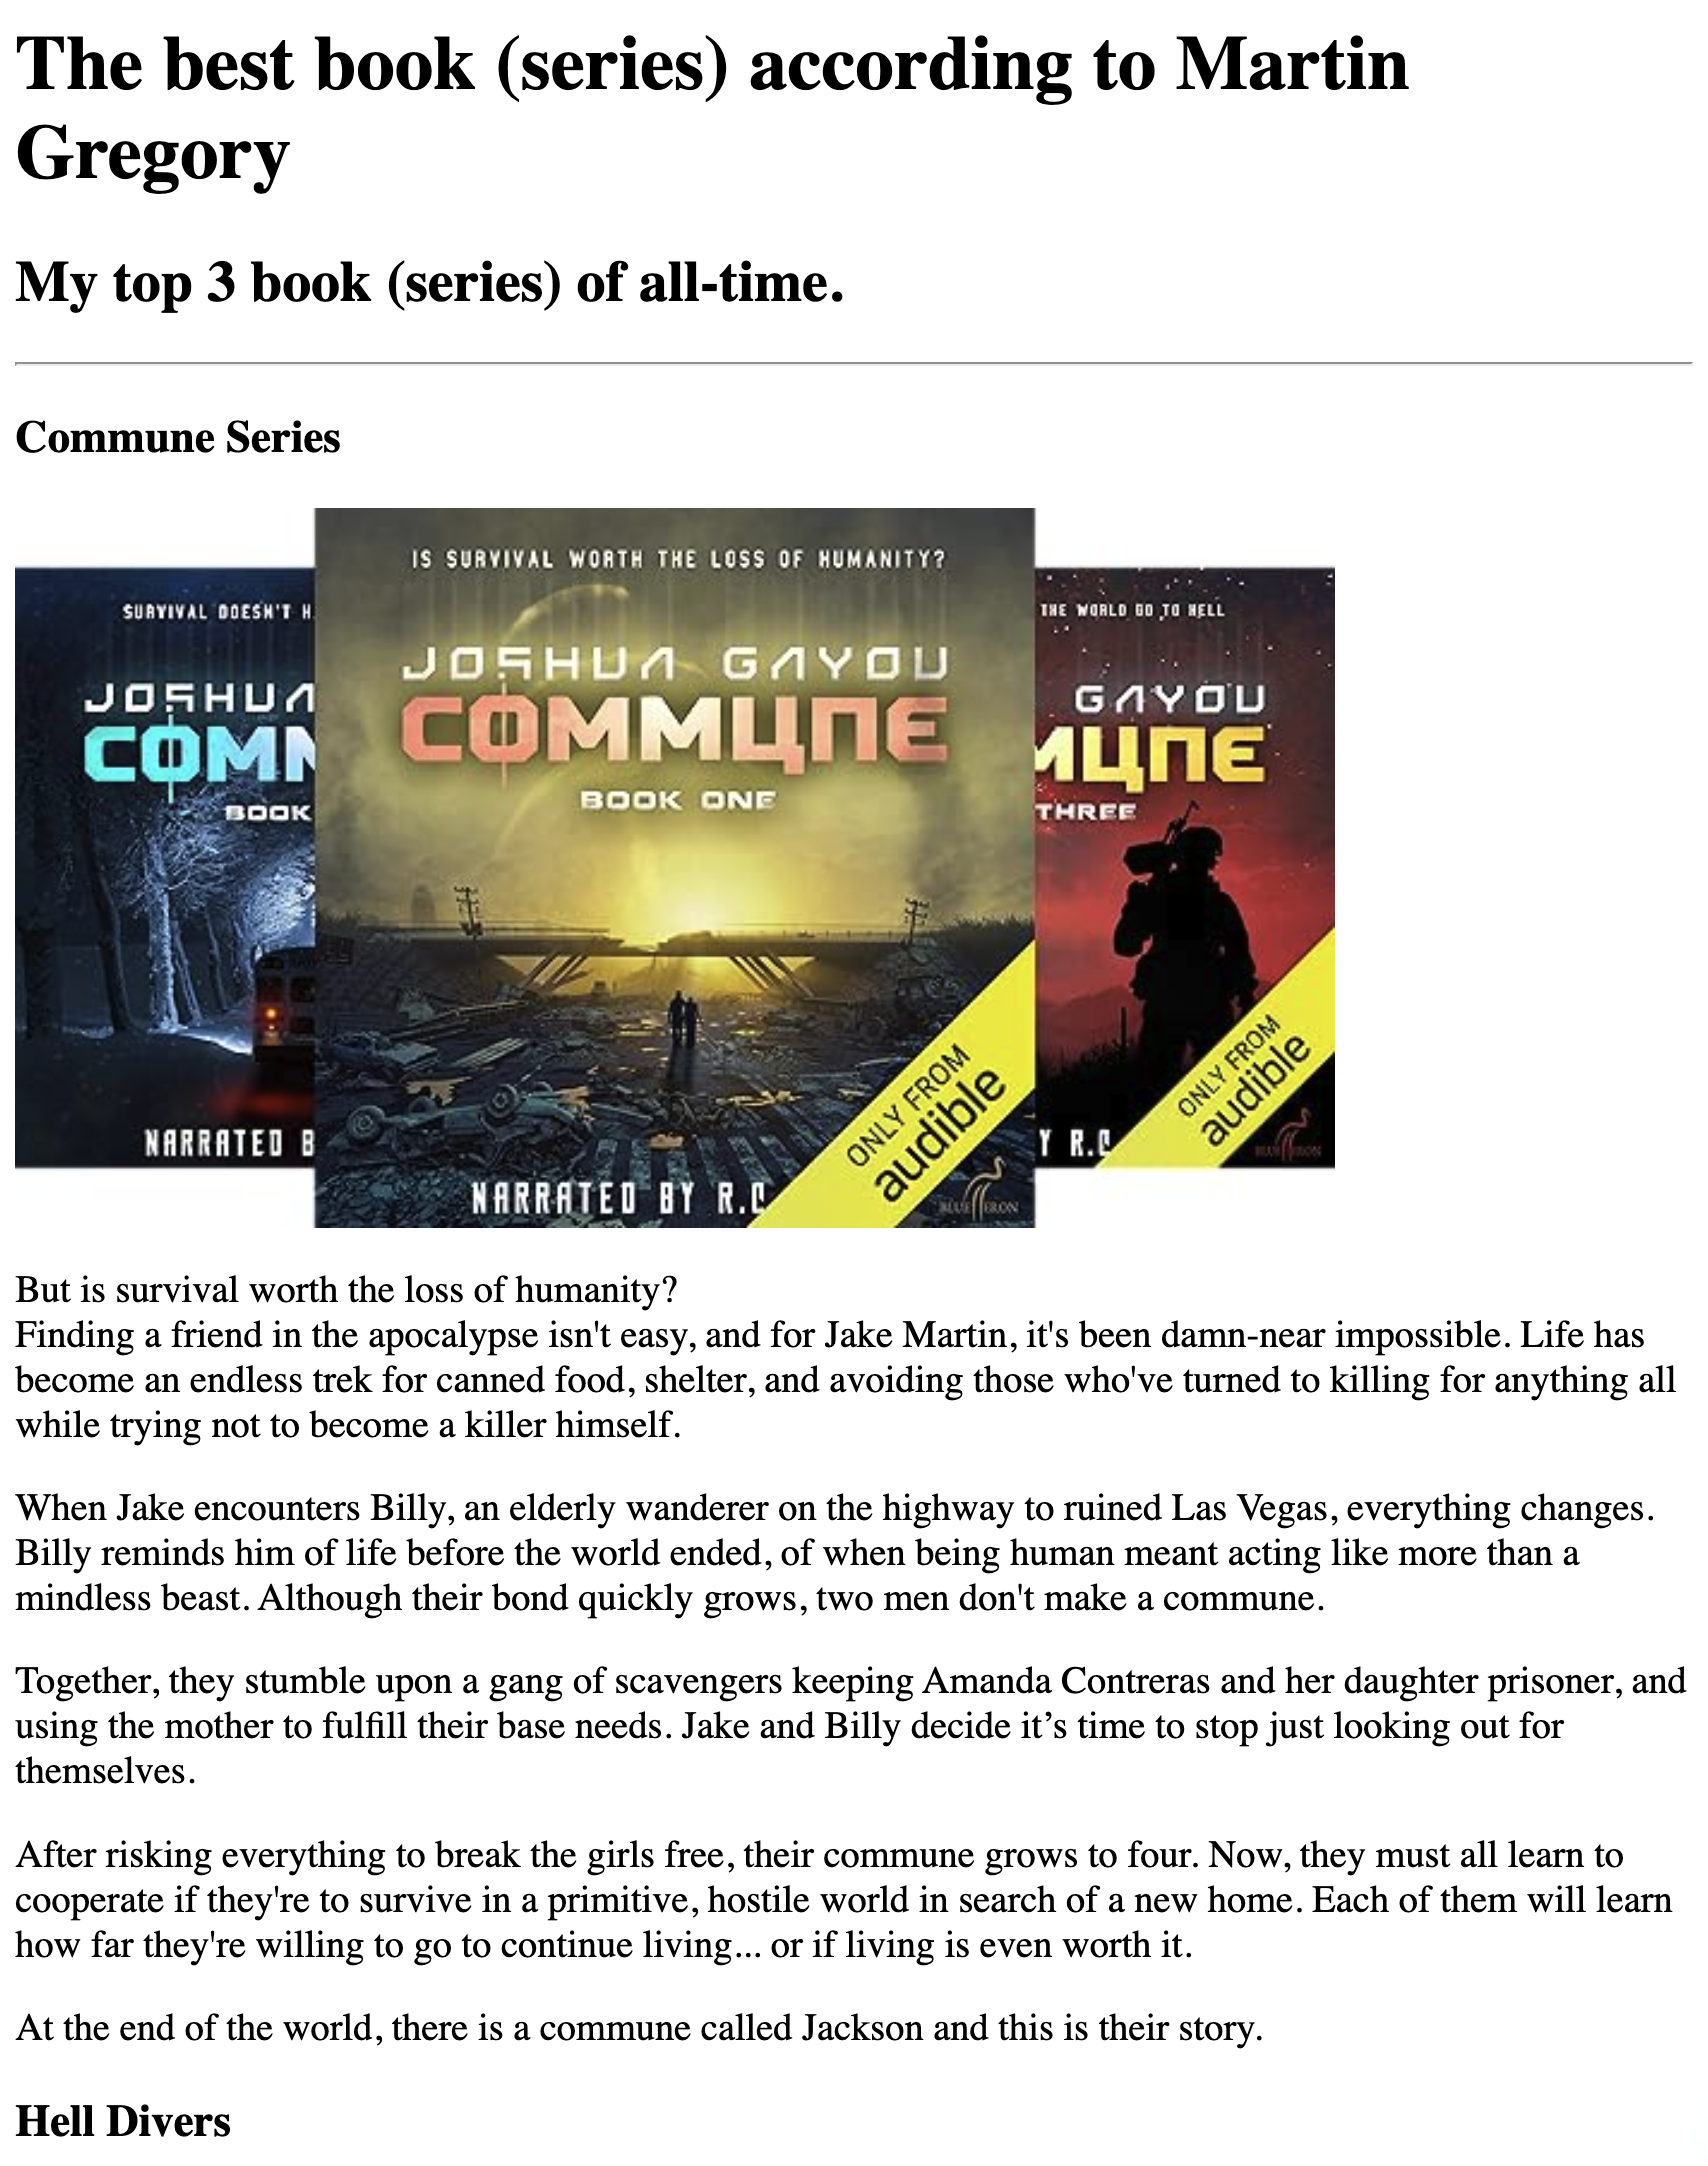 The best book (series) according to Martin
Gregory
My top 3 book (series) of all-time.
Commune Series
SURVIVAL DOESN'T H
JOSHUA
COMM
BOOK
NARRATED B
IS SURVIVAL WORTH THE LOSS OF HUMANITY?
JOSHUA GAYOU
COMMUNE
BOOK ONE
NARRATED BY R.C
ONLY FROM
audible
BLUE HERON
THE WORLD GO TO HELL
GAYOU
MUNE
THREE
Y R.C
ONLY FROM
audible
BLUE HERON
But is survival worth the loss of humanity?
Finding a friend in the apocalypse isn't easy, and for Jake Martin, it's been damn-near impossible. Life has
become an endless trek for canned food, shelter, and avoiding those who've turned to killing for anything all
while trying not to become a killer himself.
When Jake encounters Billy, an elderly wanderer on the highway to ruined Las Vegas, everything changes.
Billy reminds him of life before the world ended, of when being human meant acting like more than a
mindless beast. Although their bond quickly grows, two men don't make a commune.
Together, they stumble upon a gang of scavengers keeping Amanda Contreras and her daughter prisoner, and
using the mother to fulfill their base needs. Jake and Billy decide it’s time to stop just looking out for
themselves.
After risking everything to break the girls free, their commune grows to four. Now, they must all learn to
cooperate if they're to survive in a primitive, hostile world in search of a new home. Each of them will learn
how far they're willing to go to continue living... or if living is even worth it.
At the end of the world, there is a commune called Jackson and this is their story.
Hell Divers